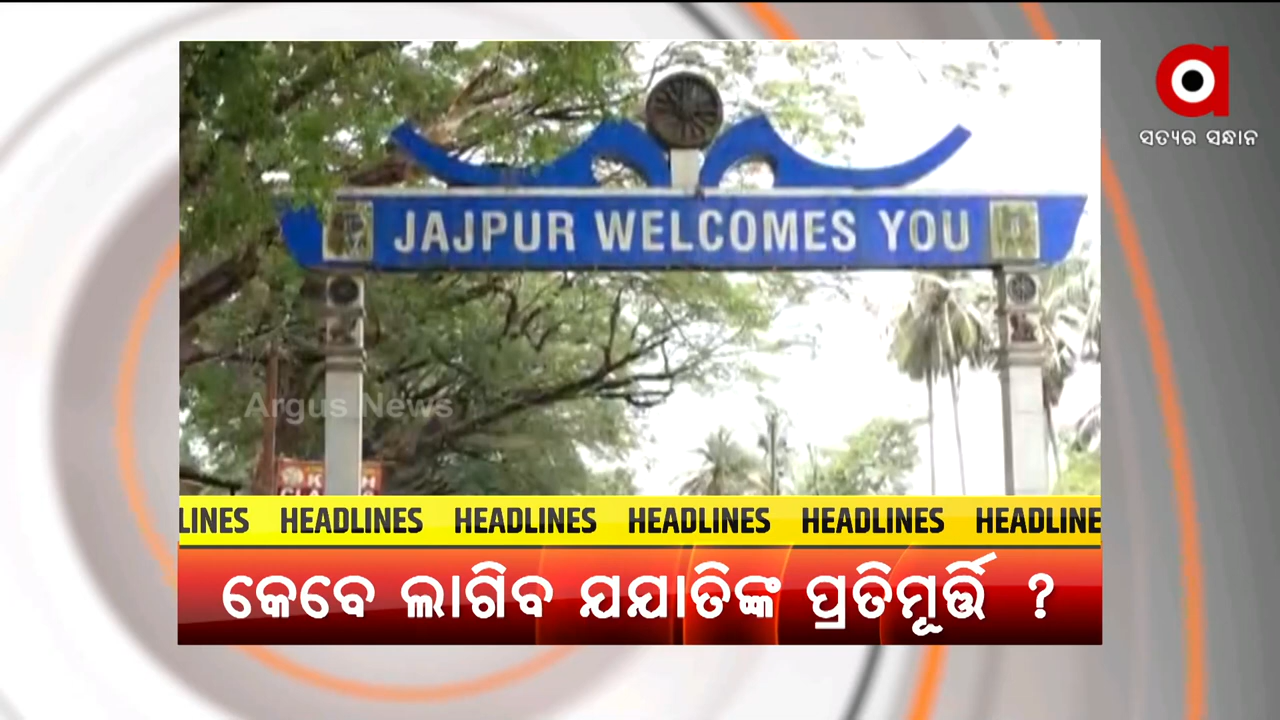 ସତ୍ୟର ସନ୍ଧାନ
JAJPUR WELCOMES YOU
Argus News
LINES HEADLINES HEADLINES HEADLINES HEADLINES HEADLINE
କେବେ ଲାଗିବ ଯଯାତିଙ୍କ ପ୍ରତିମୂର୍ତ୍ତି ?